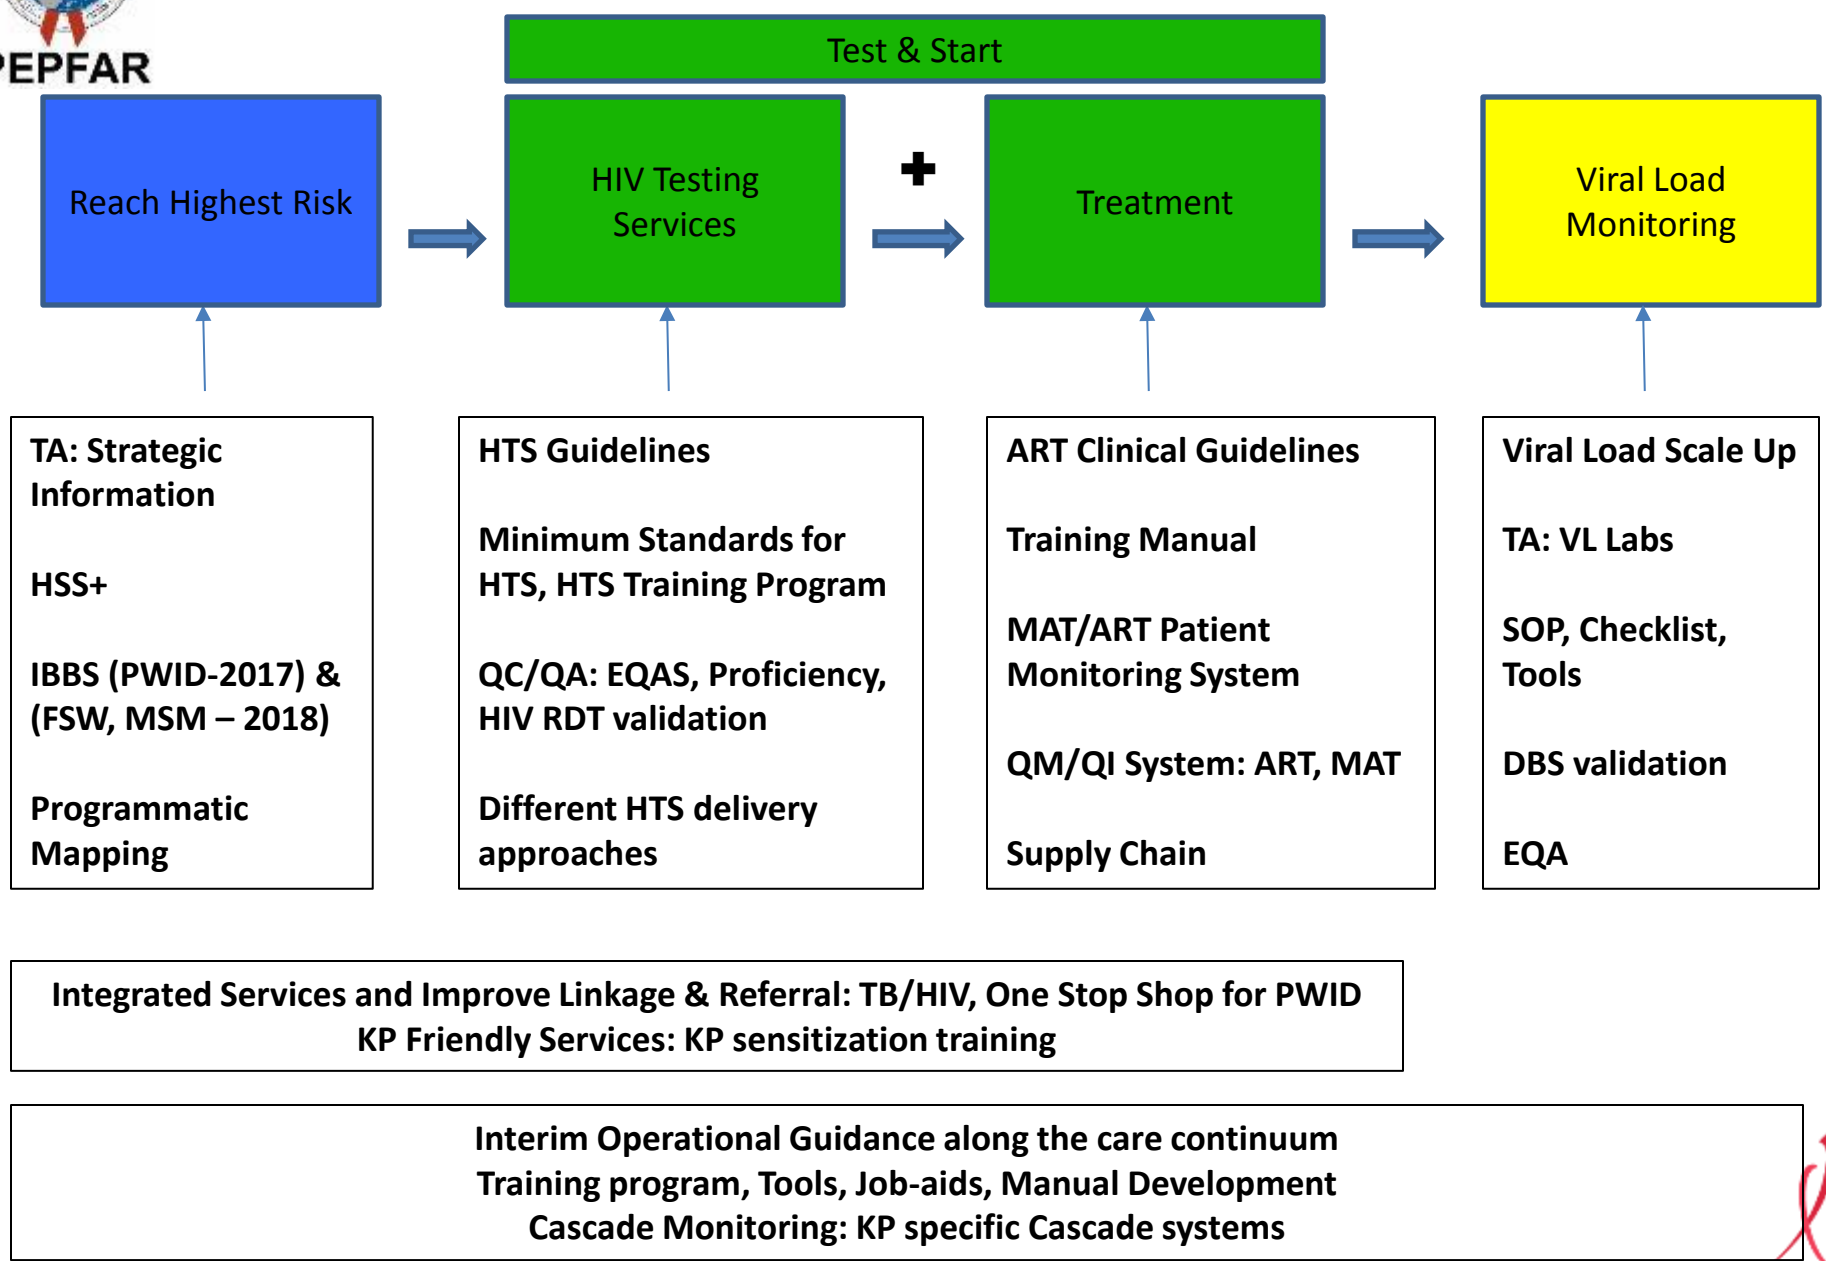 PEPFAR
Test & Start
Reach Highest Risk
HIV Testing
Services
Treatment
Viral Load
Monitoring
TA: Strategic
Information
HSS+
IBBS (PWID-2017) &
(FSW, MSM – 2018)
Programmatic
Mapping
HTS Guidelines
Minimum Standards for
HTS, HTS Training Program
QC/QA: EQAS, Proficiency,
HIV RDT validation
Different HTS delivery
approaches
ART Clinical Guidelines
Training Manual
MAT/ART Patient
Monitoring System
QM/QI System: ART, MAT
Supply Chain
Viral Load Scale Up
TA: VL Labs
SOP, Checklist,
Tools
DBS validation
EQA
Integrated Services and Improve Linkage & Referral: TB/HIV, One Stop Shop for PWID
KP Friendly Services: KP sensitization training
Interim Operational Guidance along the care continuum
Training program, Tools, Job-aids, Manual Development
Cascade Monitoring: KP specific Cascade systems